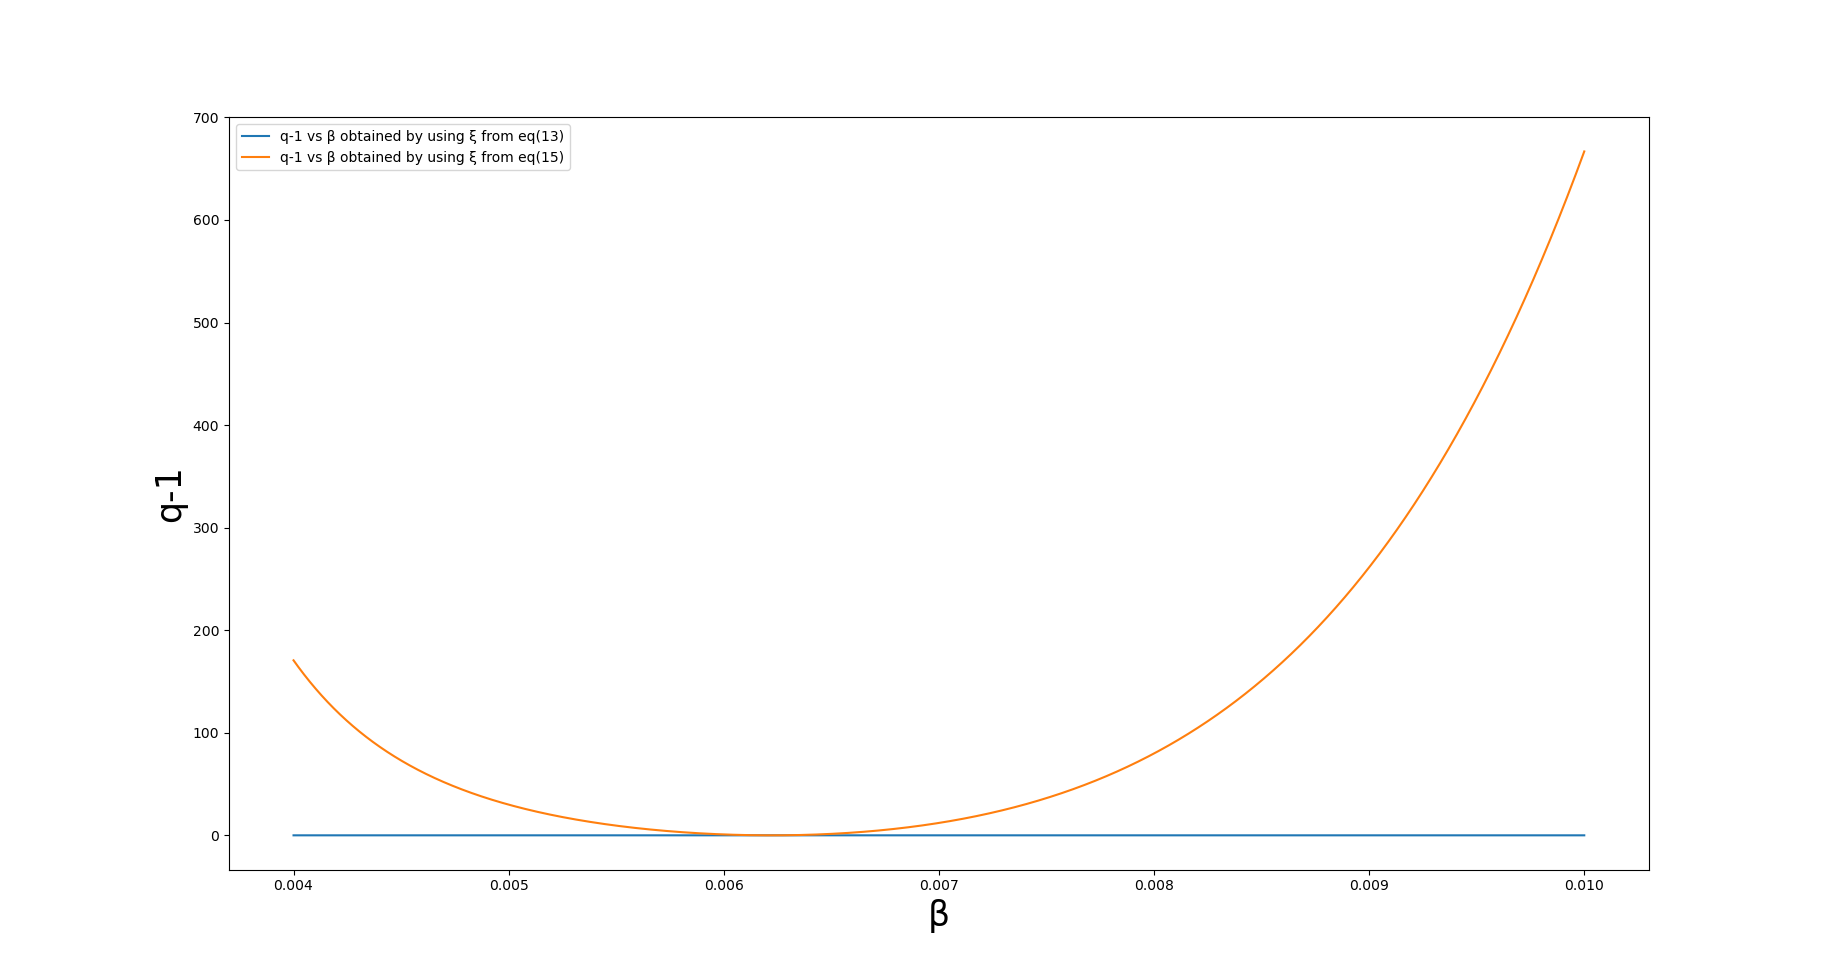 q-1 vs β obtained by using ξ from eq(13)
q-1 vs β obtained by using ξ from eq(15)
700
600
500
400
300
200
100
0
q-1
0.004 0.005 0.006 0.007 0.008 0.009 0.010
β